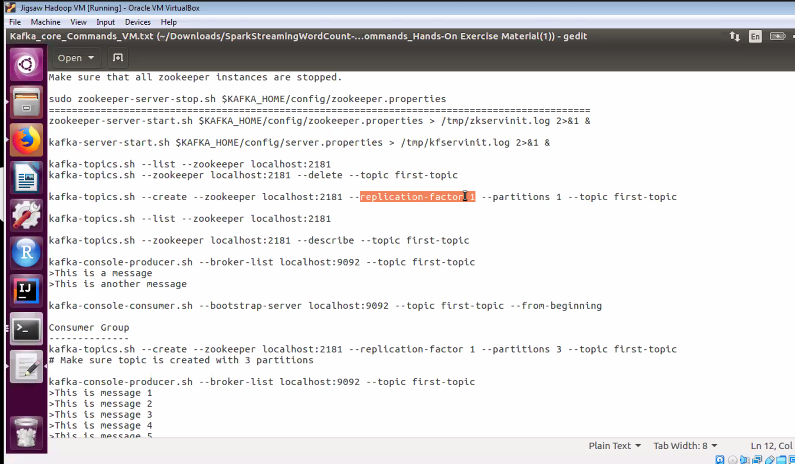 Jigsaw Hadoop VM [Running] - Oracle VM VirtualBox
File Machine View Input Devices Help
Kafka_core_Commands_VM.txt (~/Downloads/SparkStreamingWordCount-...ommands_Hands-On Exercise Material(1)) - gedit
En
Open
Make sure that all zookeeper instances are stopped.
sudo zookeeper-server-stop.sh $KAFKA_HOME/config/zookeeper.properties
===================================================================================
zookeeper-server-start.sh $KAFKA_HOME/config/zookeeper.properties > /tmp/zkservinit.log 2>&1 &
kafka-server-start.sh $KAFKA_HOME/config/server.properties > /tmp/kfservinit.log 2>&1 &
kafka-topics.sh --list --zookeeper localhost:2181
kafka-topics.sh --zookeeper localhost:2181 --delete --topic first-topic
kafka-topics.sh --create --zookeeper localhost:2181 --replication-factor 1 --partitions 1 --topic first-topic
kafka-topics.sh --list --zookeeper localhost:2181
kafka-topics.sh --zookeeper localhost:2181 --describe --topic first-topic
kafka-console-producer.sh --broker-list localhost:9092 --topic first-topic
>This is a message
>This is another message
kafka-console-consumer.sh --bootstrap-server localhost:9092 --topic first-topic --from-beginning
Consumer Group
--------------
kafka-topics.sh --create --zookeeper localhost:2181 --replication-factor 1 --partitions 3 --topic first-topic
# Make sure topic is created with 3 partitions
kafka-console-producer.sh --broker-list localhost:9092 --topic first-topic
>This is message 1
>This is message 2
>This is message 3
>This is message 4
>This is message 5
Plain Text Tab Width: 8 Ln 12, Col